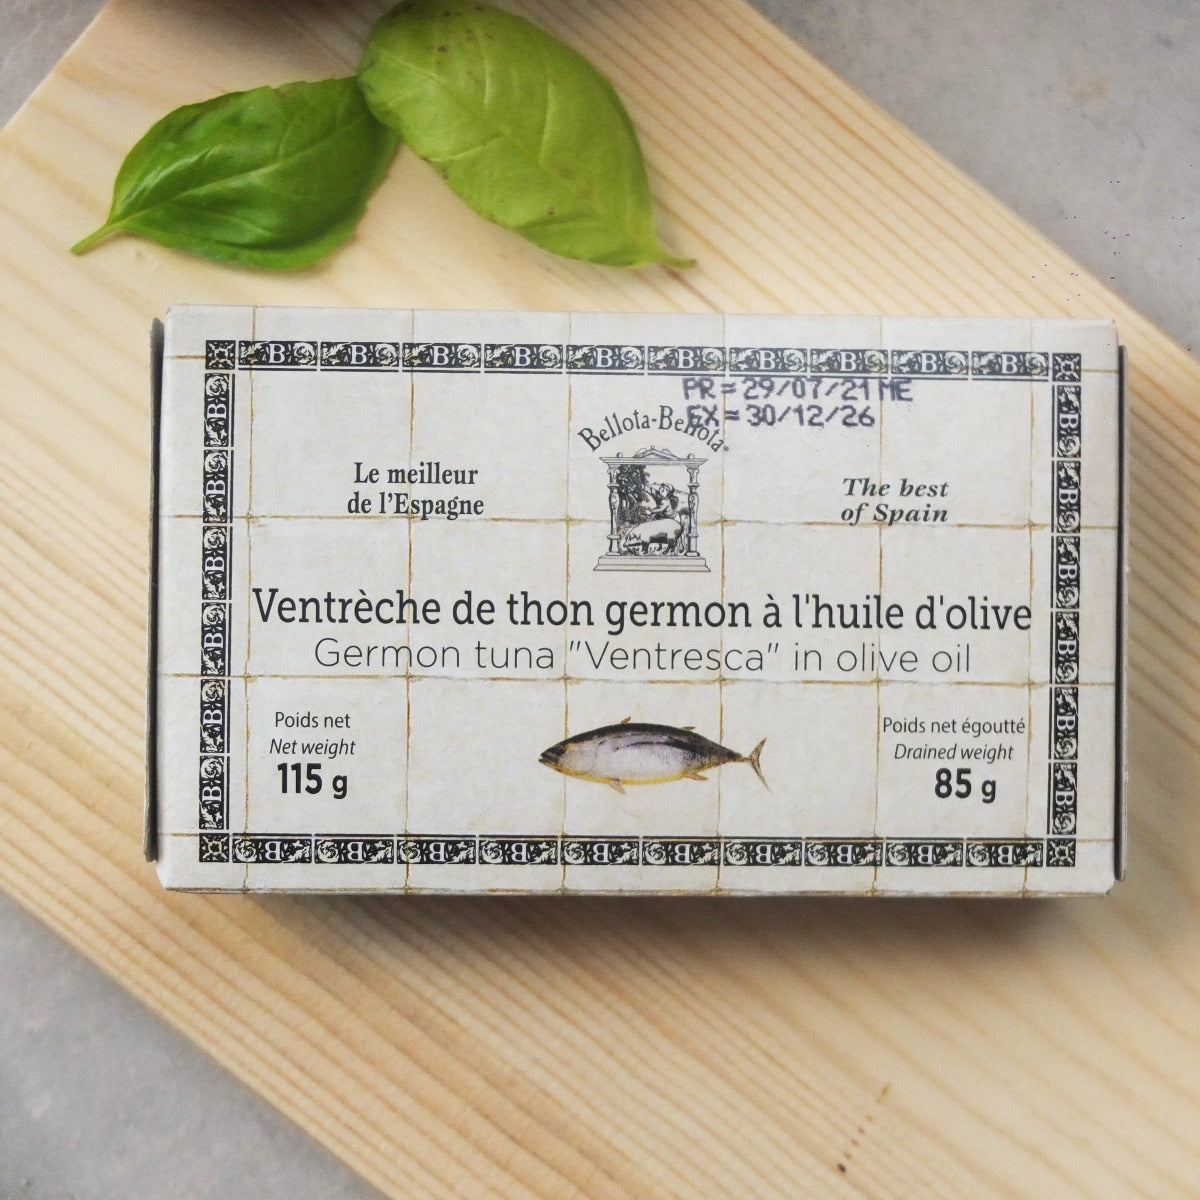 PR = 29/07/21 ME
EX = 30/12/26
Bellota-Bellota®
Le meilleur
de l'Espagne
The best
of Spain
Ventrèche de thon germon à l'huile d'olive
Germon tuna "Ventresca" in olive oil
Poids net
Net weight
115 g
Poids net égoutté
Drained weight
85 g